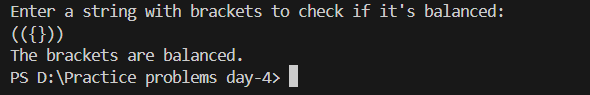 Enter a string with brackets to check if it's balanced:
(({}))
The brackets are balanced.
PS D:\Practice problems day-4>